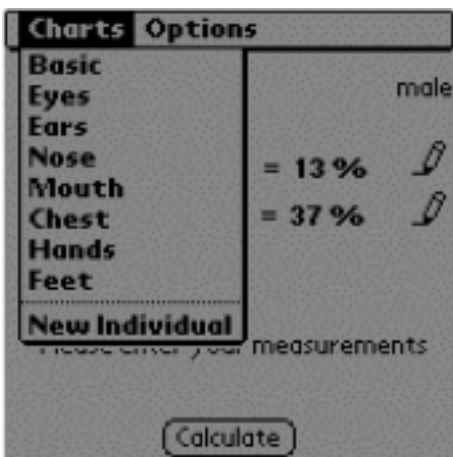 Charts Options
Basic
Eyes
male
Ears
Nose
= 13 %
Mouth
Chest
= 37 %
Hands
Feet
New Individual
measurements
Calculate